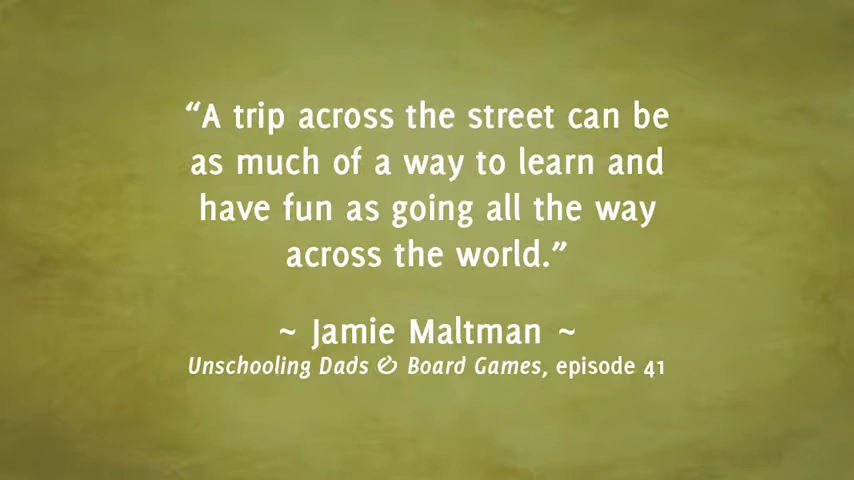 “A trip across the street can be
as much of a way to learn and
have fun as going all the way
across the world.”
~ Jamie Maltman ~
Unschooling Dads & Board Games, episode 41